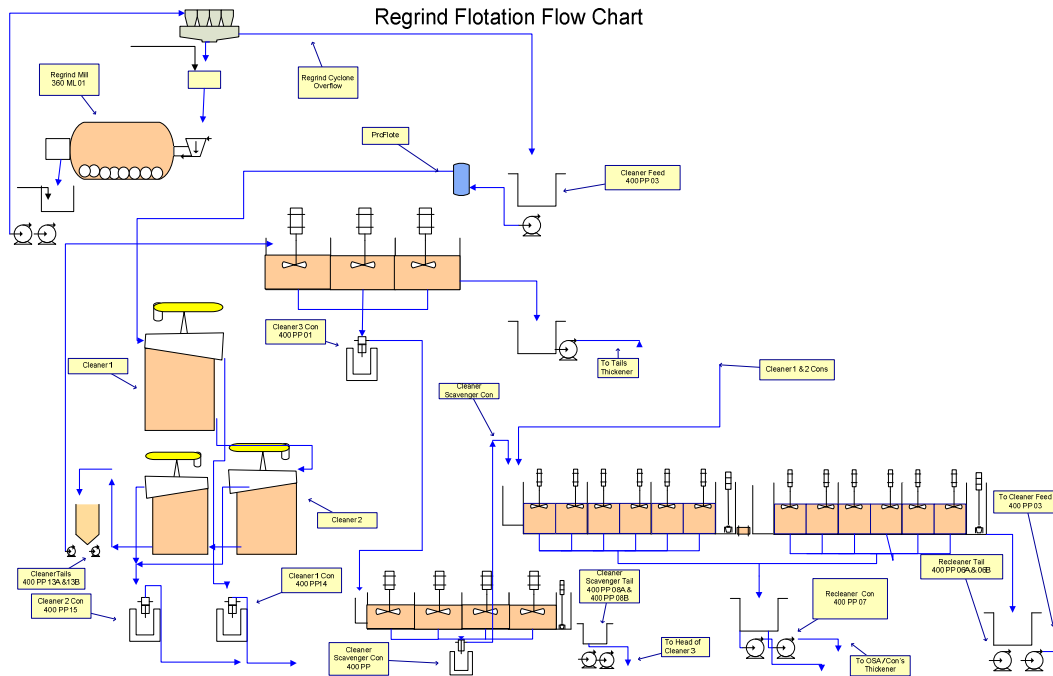 Regrind Flotation Flow Chart
Regrind Mill
360 ML 01
Regrind Cyclone
Overflow
ProFlote
Cleaner Feed
400 PP 03
Cleaner 3 Con
400 PP 01
To Tails
Thickener
Cleaner 1
Cleaner
Scavenger Con
Cleaner 1 & 2 Cons
Cleaner 2
To Cleaner Feed
400 PP 03
Cleaner Tails
400 PP 13A &13B
Cleaner 2 Con
400 PP 15
Cleaner 1 Con
400 PP14
Cleaner
Scavenger Tail
400 PP 08A &
400 PP 08B
Recleaner Tail
400 PP 06A & 06B
Recleaner Con
400 PP 07
Cleaner
Scavenger Con
400 PP
To Head of
Cleaner 3
To OSA / Con's
Thickener